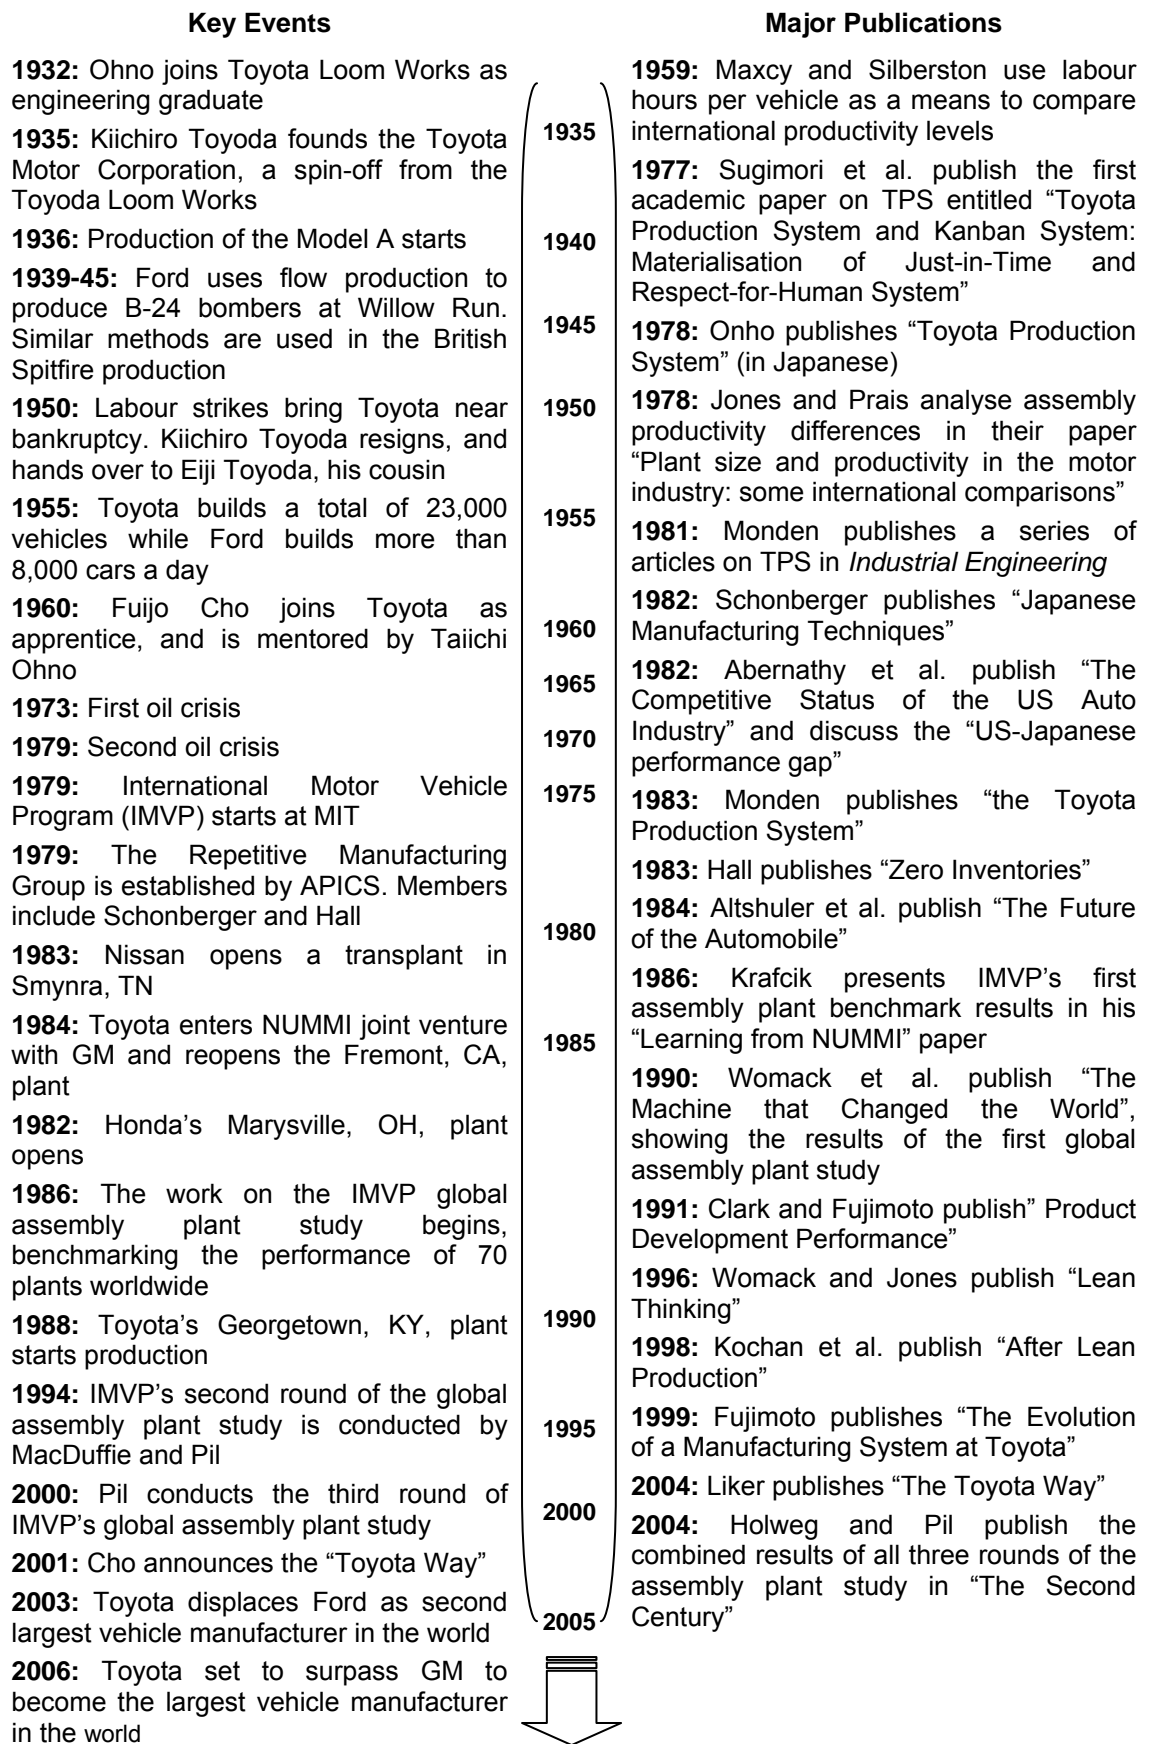 Key Events
1932: Ohno joins Toyota Loom Works as
engineering graduate
1935: Kiichiro Toyoda founds the Toyota
Motor Corporation, a spin-off from the
Toyoda Loom Works
1936: Production of the Model A starts
1939-45: Ford uses flow production to
produce B-24 bombers at Willow Run.
Similar methods are used in the British
Spitfire production
1950: Labour strikes bring Toyota near
bankruptcy. Kiichiro Toyoda resigns, and
hands over to Eiji Toyoda, his cousin
1955: Toyota builds a total of 23,000
vehicles while Ford builds more than
8,000 cars a day
1960: Fuijo Cho joins Toyota as
apprentice, and is mentored by Taiichi
Ohno
1973: First oil crisis
1979: Second oil crisis
1979: International Motor Vehicle
Program (IMVP) starts at MIT
1979: The Repetitive Manufacturing
Group is established by APICS. Members
include Schonberger and Hall
1983: Nissan opens a transplant in
Smynra, TN
1984: Toyota enters NUMMI joint venture
with GM and reopens the Fremont, CA,
plant
1982: Honda's Marysville, OH, plant
opens
1986: The work on the IMVP global
assembly plant study begins,
benchmarking the performance of 70
plants worldwide
1988: Toyota's Georgetown, KY, plant
starts production
1994: IMVP's second round of the global
assembly plant study is conducted by
MacDuffie and Pil
2000: Pil conducts the third round of
IMVP's global assembly plant study
2001: Cho announces the “Toyota Way”
2003: Toyota displaces Ford as second
largest vehicle manufacturer in the world
2006: Toyota set to surpass GM to
become the largest vehicle manufacturer
in the world
1935
1940
1945
1950
1955
1960
1965
1970
1975
1980
1985
1990
1995
2000
2005
Major Publications
1959: Maxcy and Silberston use labour
hours per vehicle as a means to compare
international productivity levels
1977: Sugimori et al. publish the first
academic paper on TPS entitled “Toyota
Production System and Kanban System:
Materialisation of Just-in-Time and
Respect-for-Human System”
1978: Onho publishes “Toyota Production
System” (in Japanese)
1978: Jones and Prais analyse assembly
productivity differences in their paper
“Plant size and productivity in the motor
industry: some international comparisons”
1981: Monden publishes a series of
articles on TPS in Industrial Engineering
1982: Schonberger publishes “Japanese
Manufacturing Techniques”
1982: Abernathy et al. publish “The
Competitive Status of the US Auto
Industry” and discuss the “US-Japanese
performance gap”
1983: Monden publishes “the Toyota
Production System”
1983: Hall publishes “Zero Inventories”
1984: Altshuler et al. publish “The Future
of the Automobile”
1986: Krafcik presents IMVP's first
assembly plant benchmark results in his
“Learning from NUMMI” paper
1990: Womack et al. publish “The
Machine that Changed the World”,
showing the results of the first global
assembly plant study
1991: Clark and Fujimoto publish” Product
Development Performance”
1996: Womack and Jones publish “Lean
Thinking”
1998: Kochan et al. publish “After Lean
Production”
1999: Fujimoto publishes “The Evolution
of a Manufacturing System at Toyota”
2004: Liker publishes “The Toyota Way”
2004: Holweg and Pil publish the
combined results of all three rounds of the
assembly plant study in “The Second
Century”